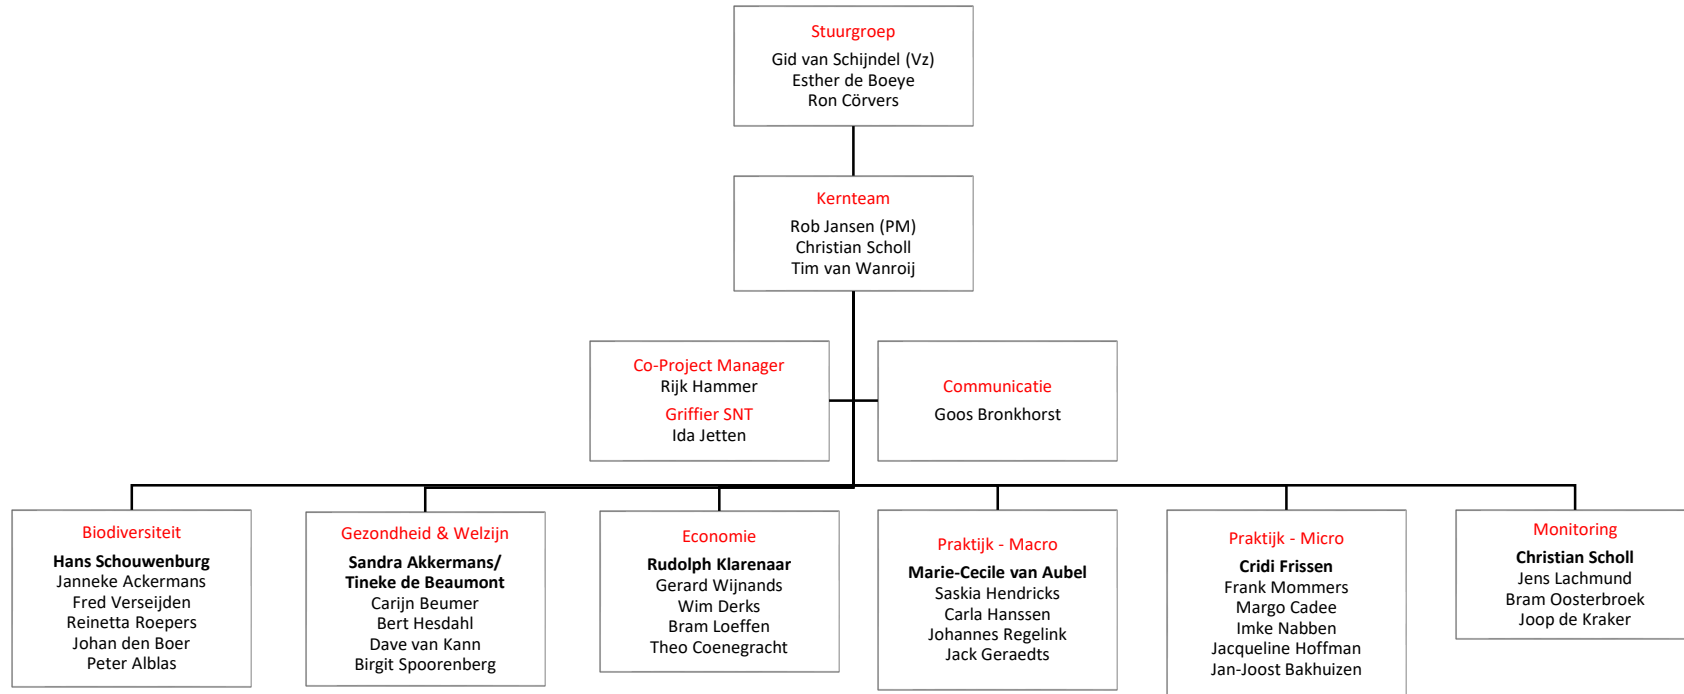 Stuurgroep
Gid van Schijndel (Vz)
Esther de Boeye
Ron Cörvers
Kernteam
Rob Jansen (PM)
Christian Scholl
Tim van Wanroij
Co-Project Manager
Rijk Hammer
Griffier SNT
Ida Jetten
Communicatie
Goos Bronkhorst
Biodiversiteit
Hans Schouwenburg
Janneke Ackermans
Fred Verseijden
Reinetta Roepers
Johan den Boer
Peter Alblas
Gezondheid & Welzijn
Sandra Akkermans/
Tineke de Beaumont
Carijn Beumer
Bert Hesdahl
Dave van Kann
Birgit Spoorenberg
Economie
Rudolph Klarenaar
Gerard Wijnands
Wim Derks
Bram Loeffen
Theo Coenegracht
Praktijk - Macro
Marie-Cecile van Aubel
Saskia Hendricks
Carla Hanssen
Johannes Regelink
Jack Geraedts
Praktijk - Micro
Cridi Frissen
Frank Mommers
Margo Cadee
Imke Nabben
Jacqueline Hoffman
Jan-Joost Bakhuizen
Monitoring
Christian Scholl
Jens Lachmund
Bram Oosterbroek
Joop de Kraker